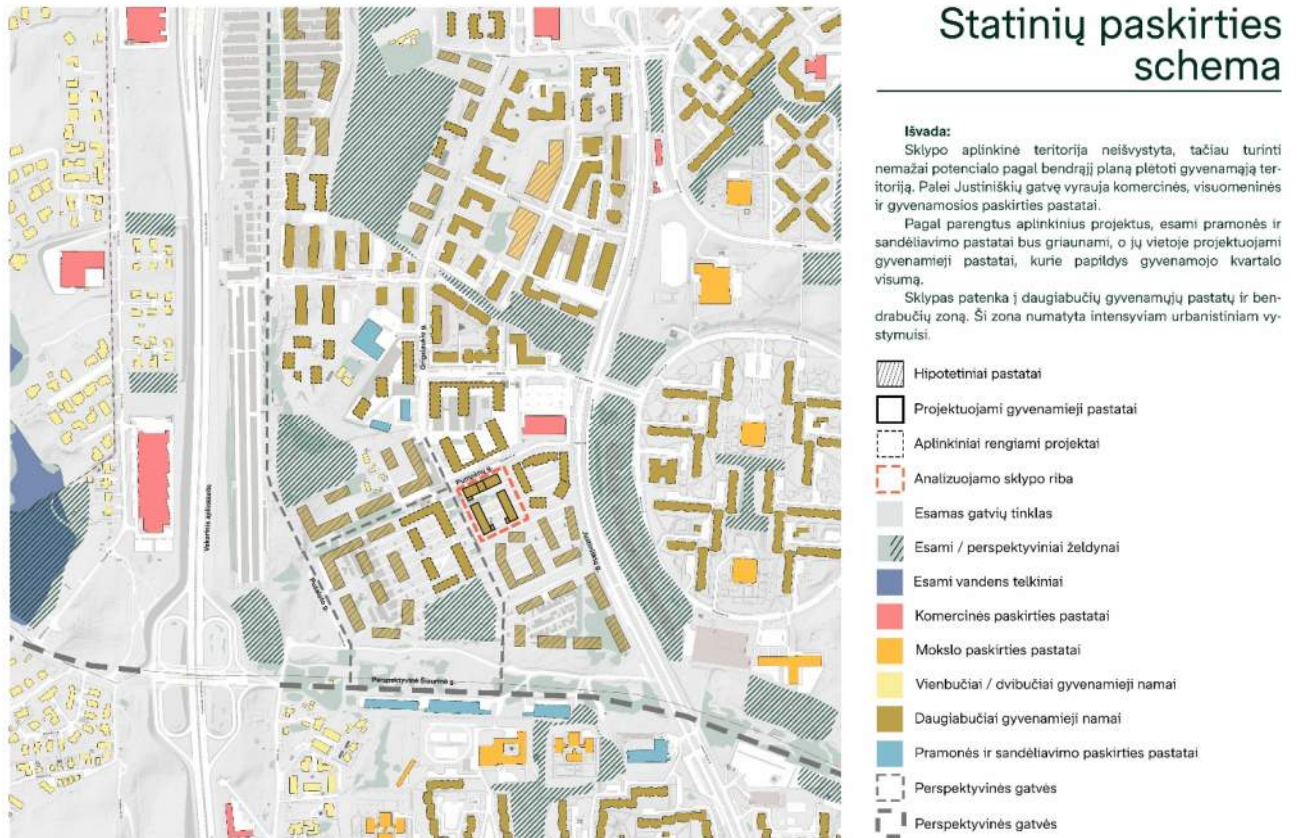 Statinių paskirties
schema
Išvada:
Sklypo aplinkinė teritorija neišvystyta, tačiau turinti
nemažai potencialo pagal bendrąjį planą plėtoti gyvenamąją ter-
itoriją. Palei Justiniškių gatvę vyrauja komercinės, visuomeninės
ir gyvenamosios paskirties pastatai.
Pagal parengtus aplinkinius projektus, esami pramonės ir
sandėliavimo pastatai bus griaunami, o jų vietoje projektuojami
gyvenamieji pastatai, kurie papildys gyvenamojo kvartalo
visumą.
Sklypas patenka į daugiabučių gyvenamųjų pastatų ir ben-
drabučių zoną. Ši zona numatyta intensyviam urbanistiniam vy-
stymuisi.
Hipotetiniai pastatai
Projektuojami gyvenamieji pastatai
Aplinkiniai rengiami projektai
Analizuojamo sklypo riba
Esamas gatvių tinklas
Esami / perspektyviniai želdynai
Esami vandens telkiniai
Komercinės paskirties pastatai
Mokslo paskirties pastatai
Vienbučiai / dvibučiai gyvenamieji namai
Daugiabučiai gyvenamieji namai
Pramonės ir sandėliavimo paskirties pastatai
Perspektyvinės gatvės
Perspektyvinės gatvės
Vakarinis aplinkkelis
Justiniškių g.
Perspektyvinė Šiaurinė g.